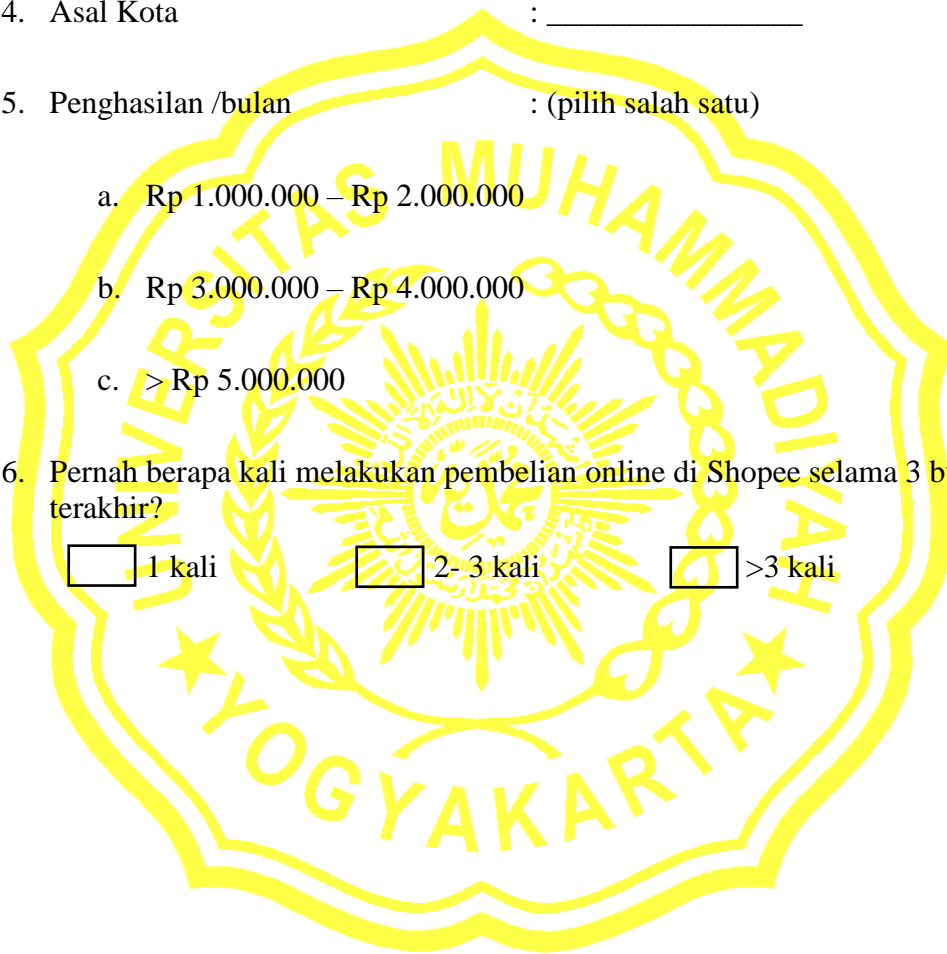 4. Asal Kota : ________________
5. Penghasilan /bulan : (pilih salah satu)
a. Rp 1.000.000 – Rp 2.000.000
b. Rp 3.000.000 – Rp 4.000.000
c. > Rp 5.000.000
6. Pernah berapa kali melakukan pembelian online di Shopee selama 3 b
terakhir?
1 kali 2- 3 kali >3 kali
UNIVERSITAS MUHAMMADIYAH
YOGYAKARTA